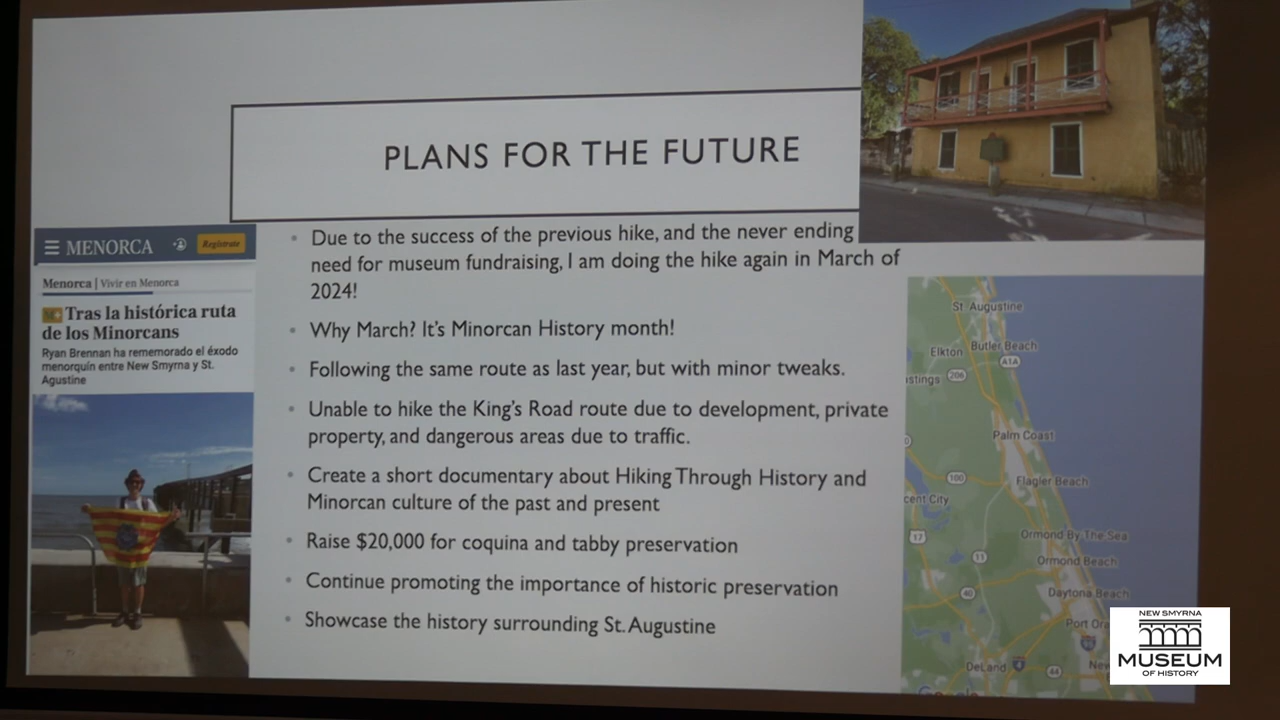 PLANS FOR THE FUTURE
• Due to the success of the previous hike, and the never ending
need for museum fundraising, I am doing the hike again in March of
2024!
• Why March? It's Minorcan History month!
• Following the same route as last year, but with minor tweaks.
• Unable to hike the King's Road route due to development, private
property, and dangerous areas due to traffic.
• Create a short documentary about Hiking Through History and
Minorcan culture of the past and present
• Raise $20,000 for coquina and tabby preservation
• Continue promoting the importance of historic preservation
• Showcase the history surrounding St. Augustine
MENORCA
Regístrate
Menorca | Vivir en Menorca
M+ Tras la histórica ruta
de los Minorcans
Ryan Brennan ha rememorado el éxodo
menorquín entre New Smyrna y St.
Agustine
St. Augustine
Butler Beach
Elkton
A1A
istings
206
Palm Coast
100
Flagler Beach
cent City
17
Ormond By The Sea
11
Ormond Beach
40
Daytona Beach
Port Ora
DeLand
4
44
New
Google
NEW SMYRNA
MUSEUM
OF HISTORY